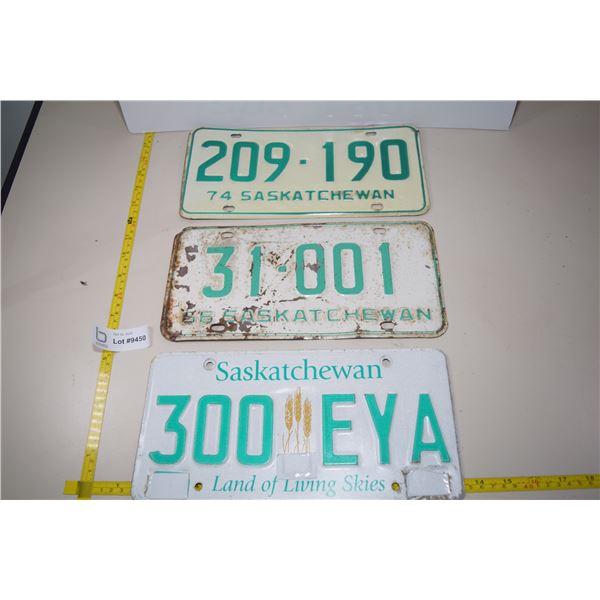 209·190
74 SASKATCHEWAN
31·001
SASKATCHEWAN
Lot #9450
Saskatchewan
300 EYA
Land of Living Skies